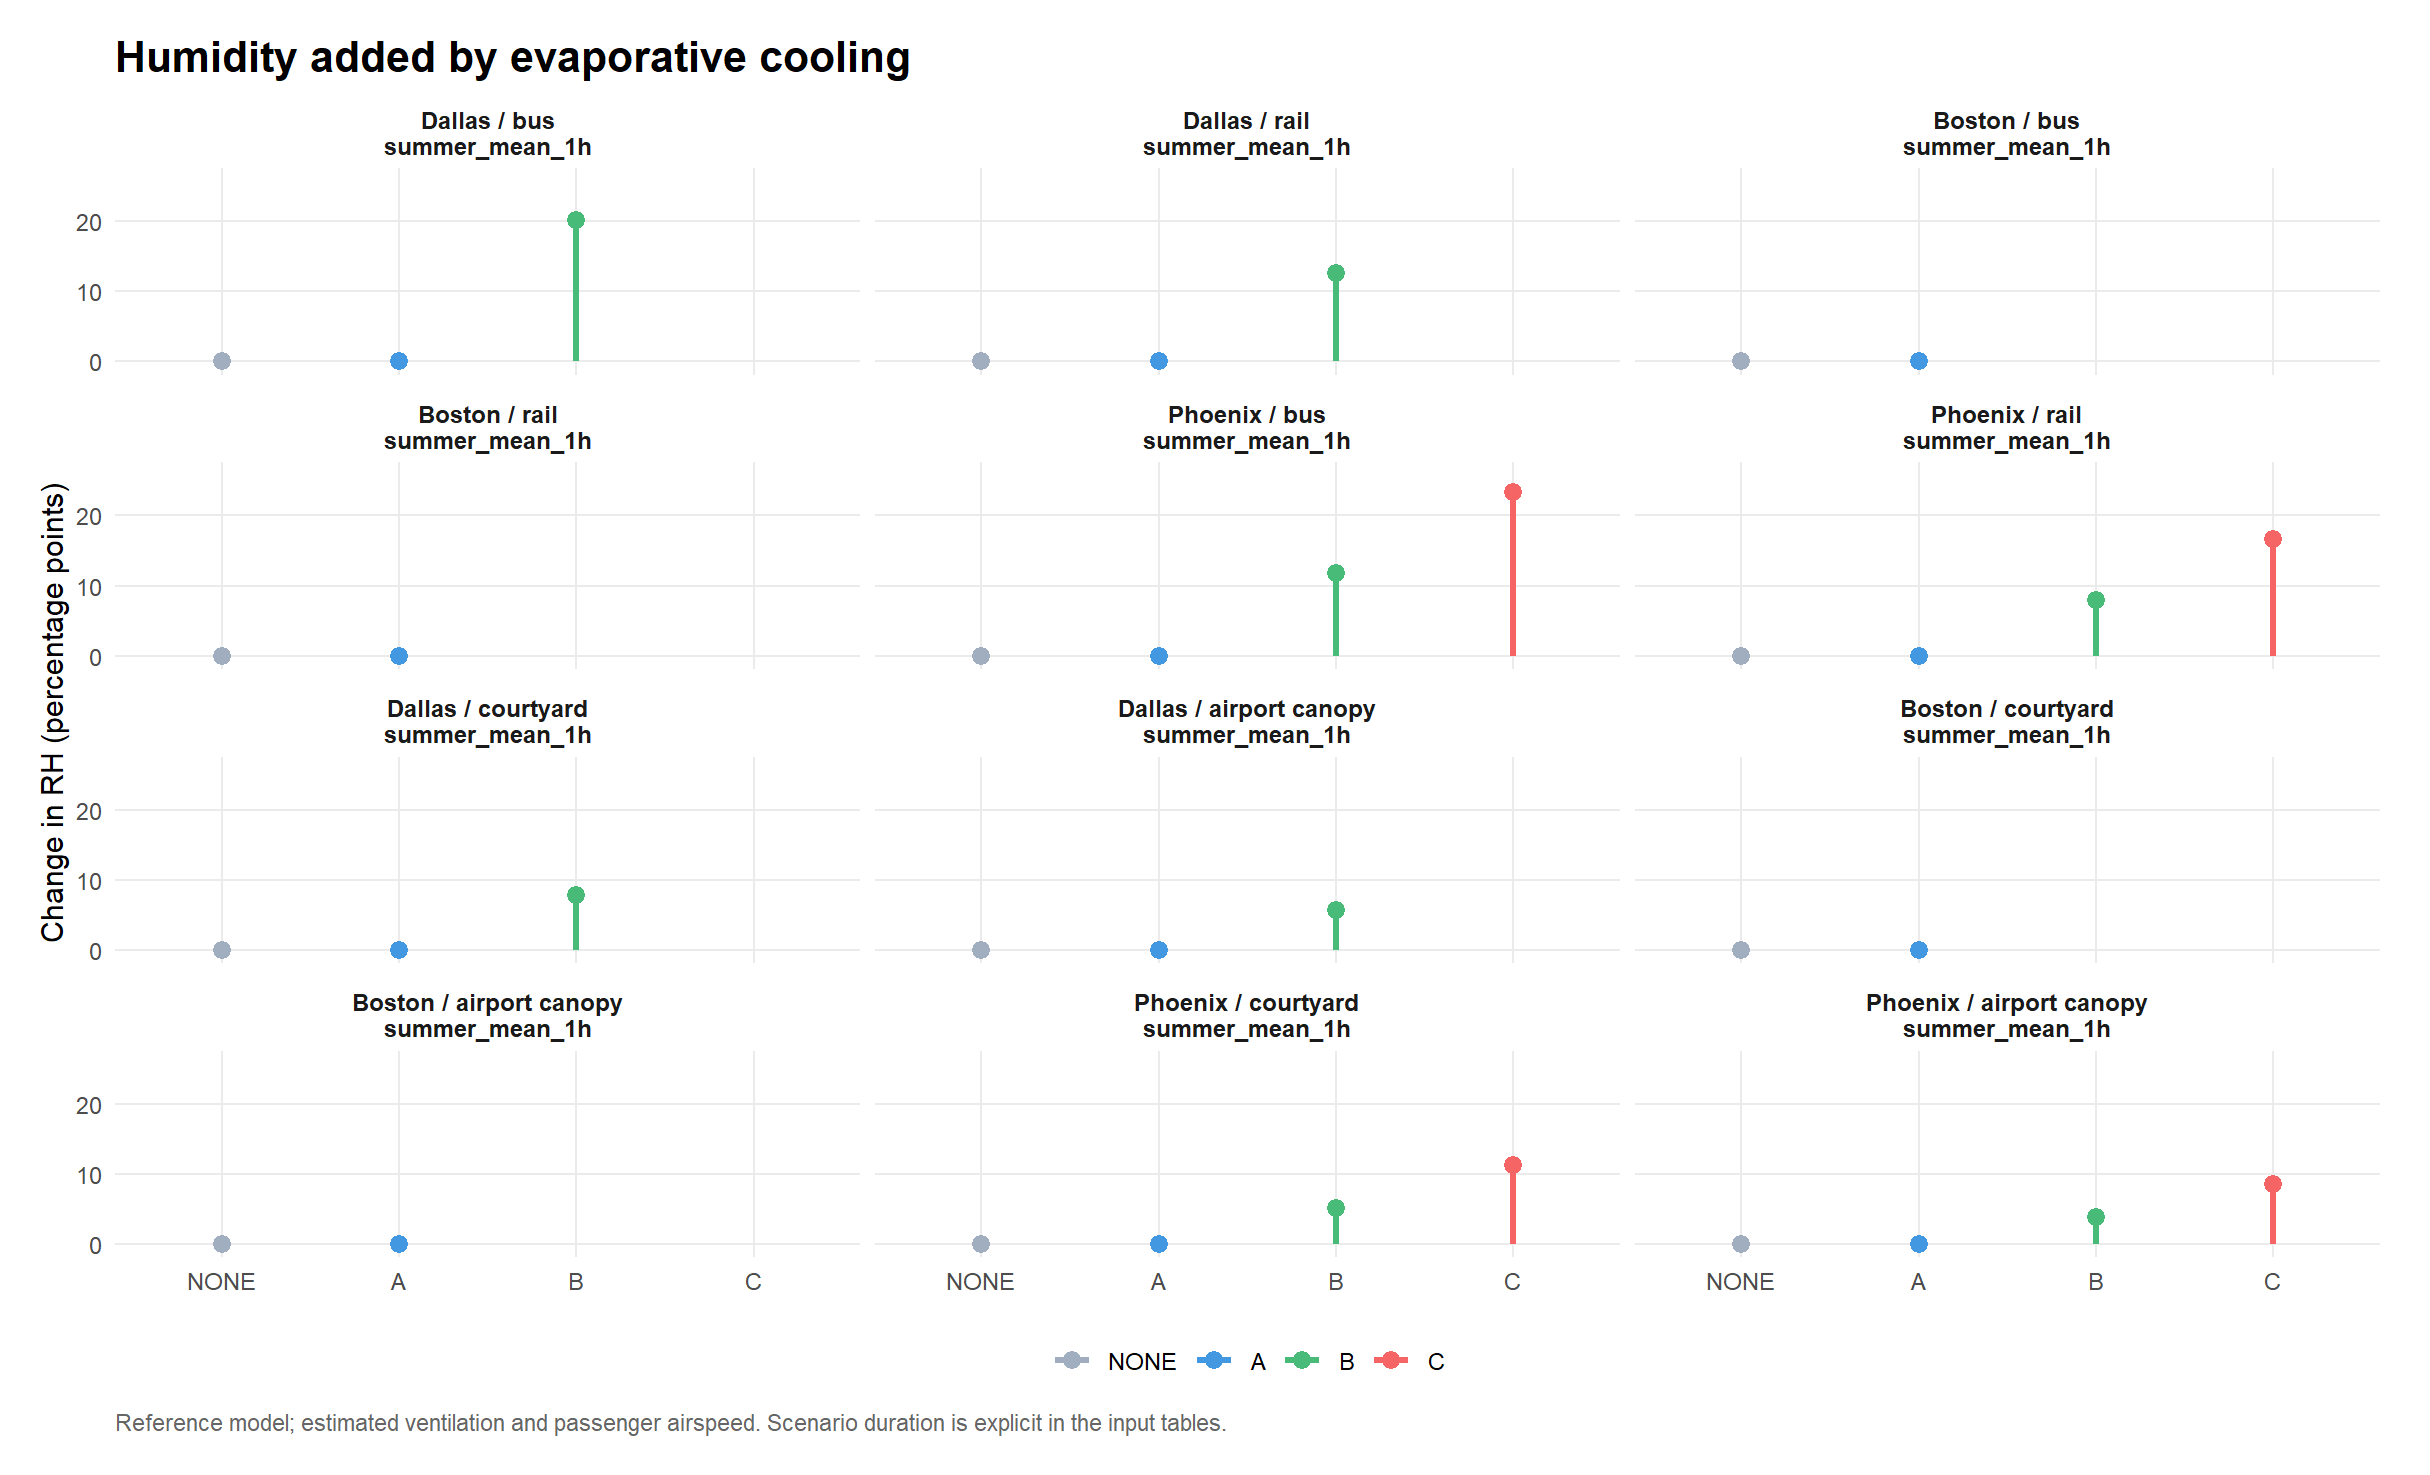 Humidity added by evaporative cooling
Dallas / bus
summer_mean_1h
Dallas / rail
summer_mean_1h
Boston / bus
summer_mean_1h
20
10
0
Boston / rail
summer_mean_1h
Phoenix / bus
summer_mean_1h
Phoenix / rail
summer_mean_1h
Change in RH (percentage points)
20
10
0
Dallas / courtyard
summer_mean_1h
Dallas / airport canopy
summer_mean_1h
Boston / courtyard
summer_mean_1h
20
10
0
Boston / airport canopy
summer_mean_1h
Phoenix / courtyard
summer_mean_1h
Phoenix / airport canopy
summer_mean_1h
20
10
0
NONE A B C
NONE A B C
NONE A B C
NONE A B C
Reference model; estimated ventilation and passenger airspeed. Scenario duration is explicit in the input tables.